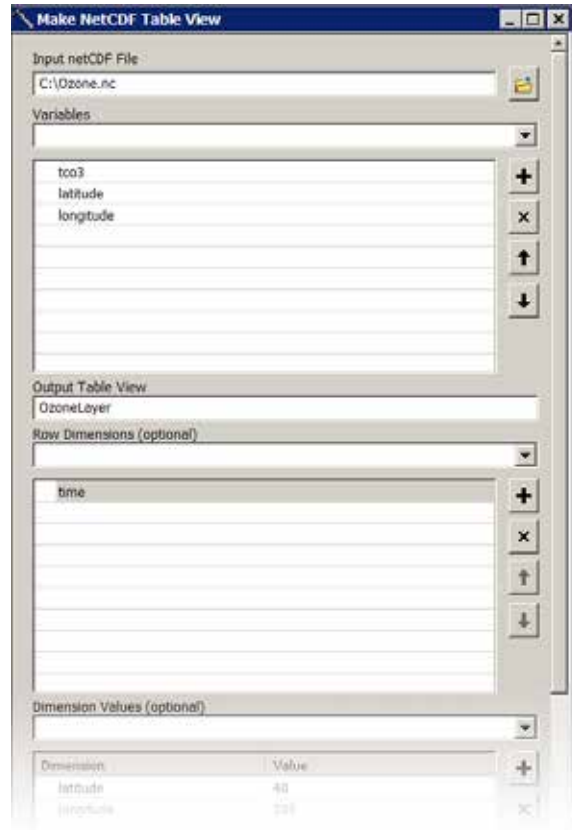 Make NetCDF Table View
Input netCDF File
C:\Ozone.nc
Variables
tco3
latitude
longitude
Output Table View
OzoneLayer
Row Dimensions (optional)
time
Dimension Values (optional)
Dimension Value
latitude 40
longitude